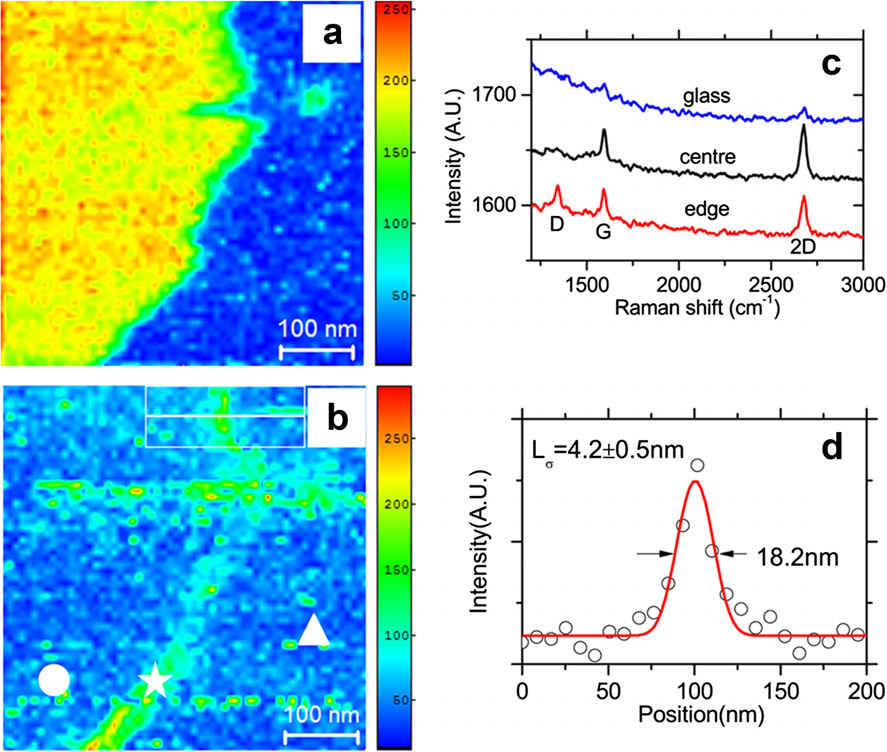 a
250
200
150
100
50
100 nm
c
1700
1600
Intensity (A.U.)
glass
centre
edge
D
G
2D
1500
2000
2500
3000
Raman shift (cm-1)
b
250
200
150
100
50
100 nm
d
Lσ=4.2±0.5nm
18.2nm
Intensity(A.U.)
0
50
100
150
200
Position(nm)